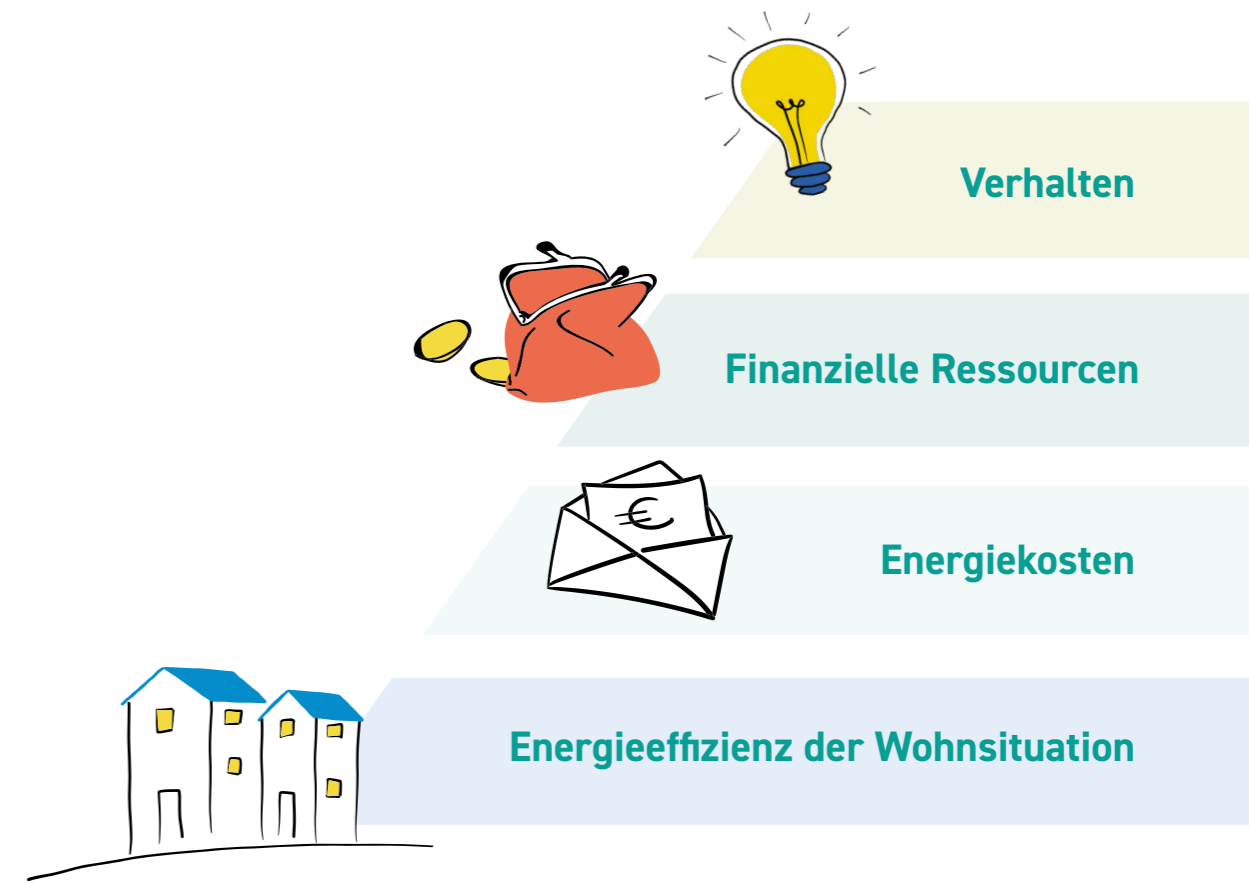 Verhalten
Finanzielle Ressourcen
€
Energiekosten
Energieeffizienz der Wohnsituation